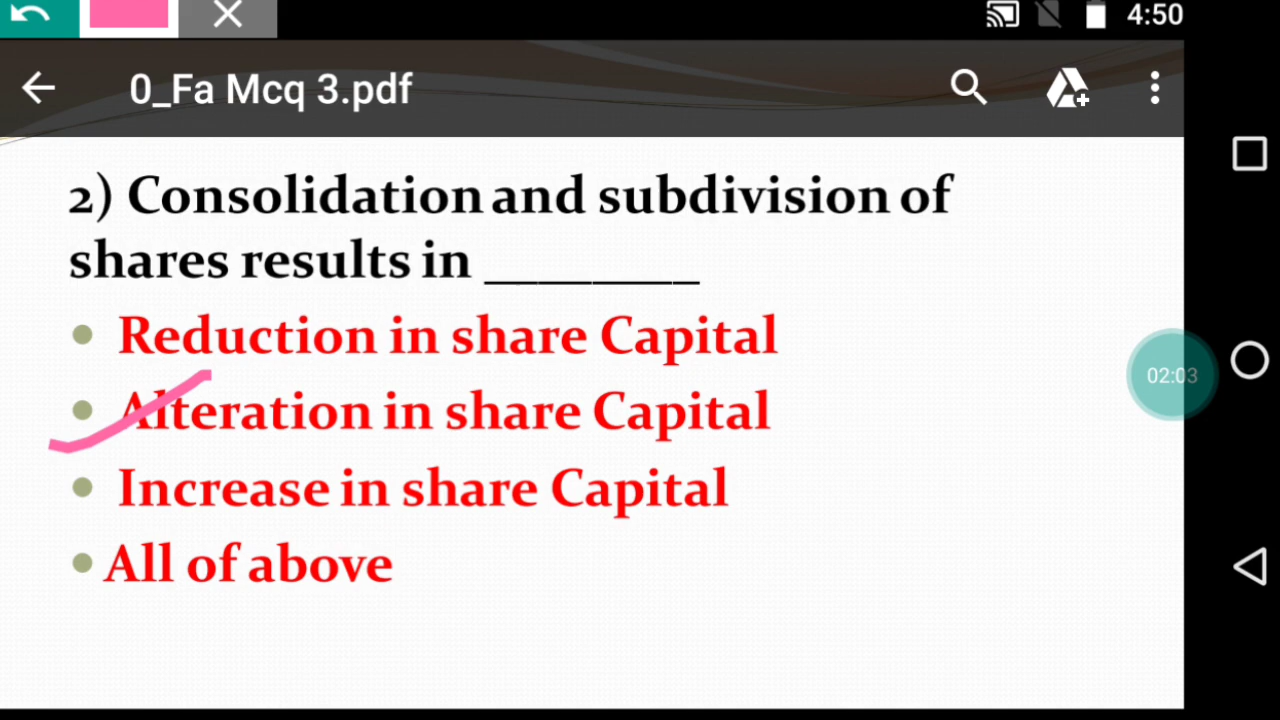 4:50
0_Fa Mcq 3.pdf
2) Consolidation and subdivision of
shares results in ________
• Reduction in share Capital
• Alteration in share Capital
02:03
• Increase in share Capital
• All of above